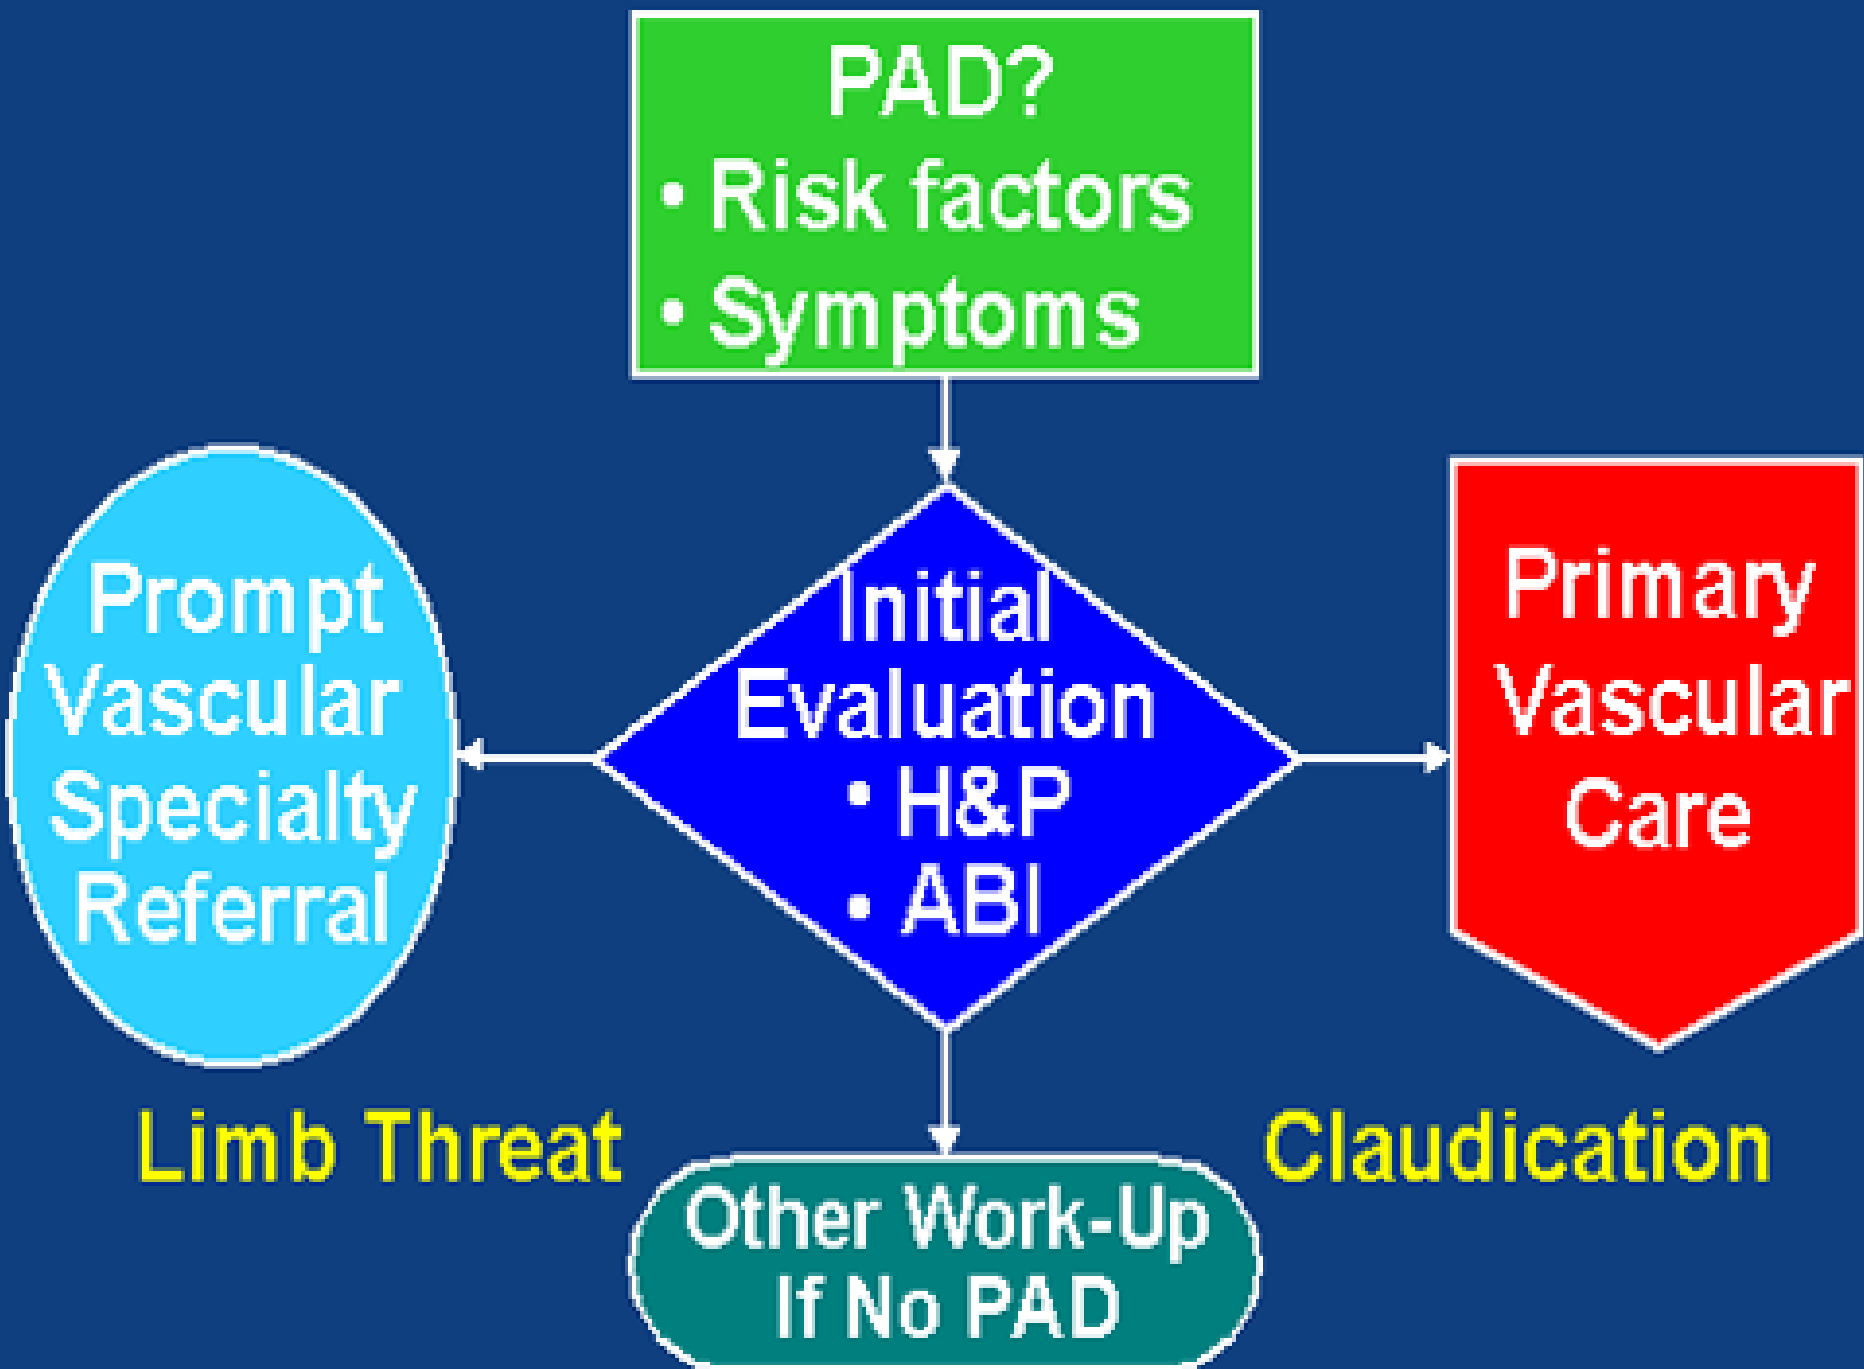 PAD?
• Risk factors
• Symptoms
Prompt
Vascular
Specialty
Referral
Initial
Evaluation
• H&P
• ABI
Primary
Vascular
Care
Limb Threat
Claudication
Other Work-Up
If No PAD